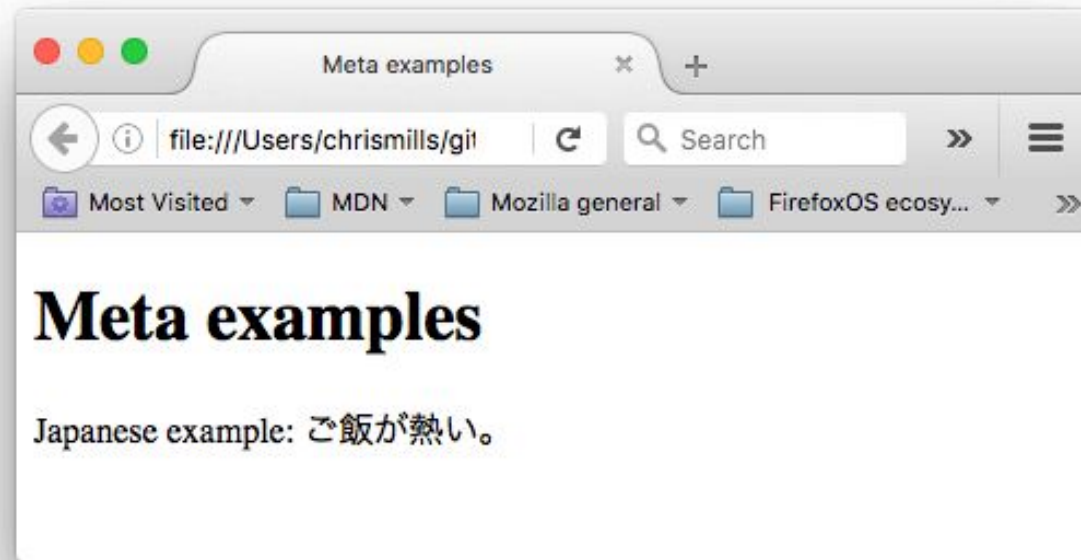 Meta examples
file:///Users/chrismills/git
Search
Most Visited MDN Mozilla general FirefoxOS ecosy...
Meta examples
Japanese example: ご飯が熱い。